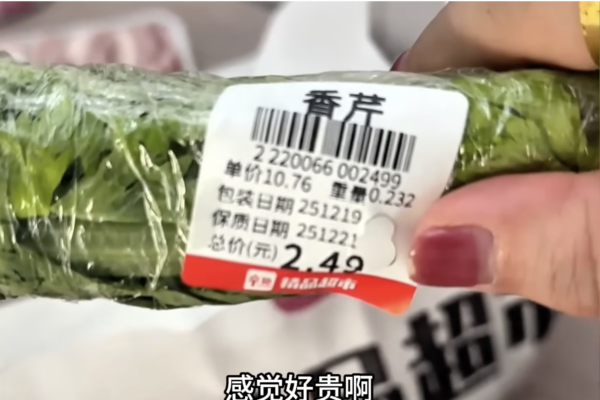 香芹
2 220066 002499
单价10.76 重量0.232
包装日期 251219
保质日期 251221
总价(元) 2.49
精品超市
品超
感觉好贵啊